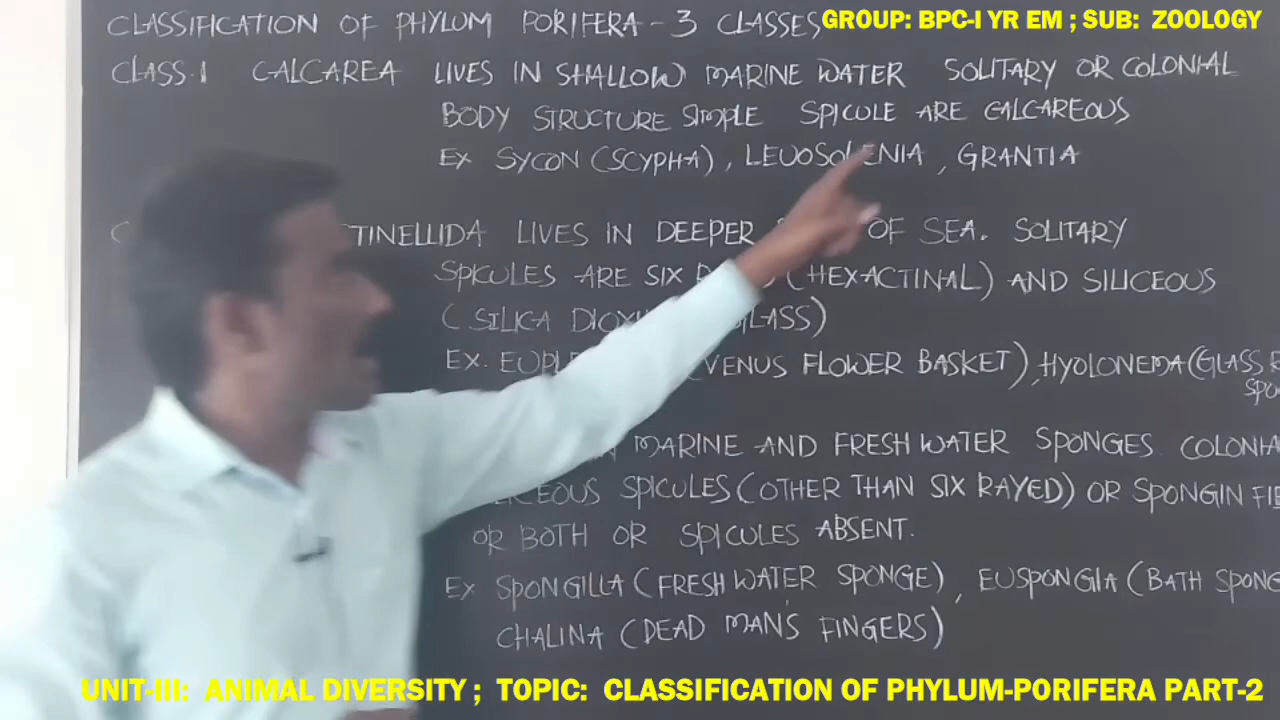 CLASSIFICATION OF PHYLUM PORIFERA - 3 CLASSES
GROUP: BPC-I YR EM ; SUB: ZOOLOGY
CLASS.1 CALCAREA LIVES IN SHALLOW MARINE WATER SOLITARY OR COLONIAL
BODY STRUCTURE SIMPLE SPICULE ARE CALCAREOUS
EX SYCON (SCYPHA), LEUOSOLENIA, GRANTIA
TINELLIDA LIVES IN DEEPER OF SEA. SOLITARY
SPICULES ARE SIX (HEXACTINAL) AND SILICEOUS
(SILICA GLASS)
EX. (VENUS FLOWER BASKET), HYOLONEMA (GLASS
MARINE AND FRESH WATER SPONGES COLONIA
SPICULES (OTHER THAN SIX RAYED) OR SPONGIN
OR BOTH OR SPICULES ABSENT.
EX SPONGILLA (FRESH WATER SPONGE), EUSPONGIA (BATH SPONG
CHALINA (DEAD MAN'S FINGERS)
UNIT-III: ANIMAL DIVERSITY ; TOPIC: CLASSIFICATION OF PHYLUM-PORIFERA PART-2